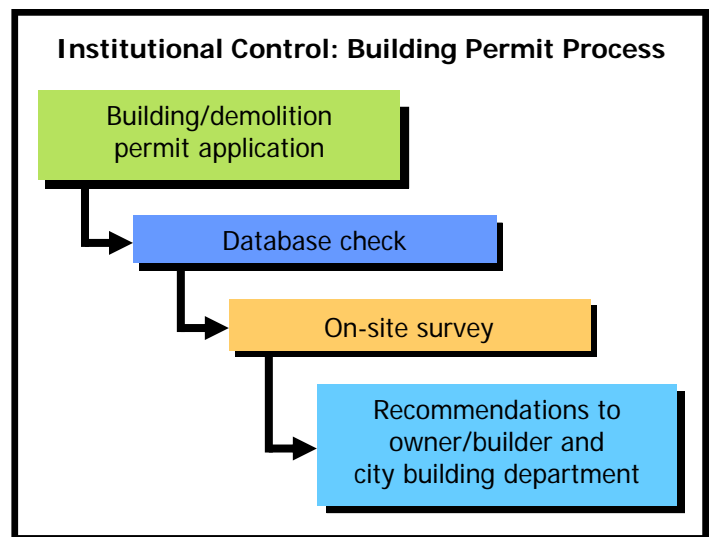 Institutional Control: Building Permit Process
Building/demolition
permit application
Database check
On-site survey
Recommendations to
owner/builder and
city building department